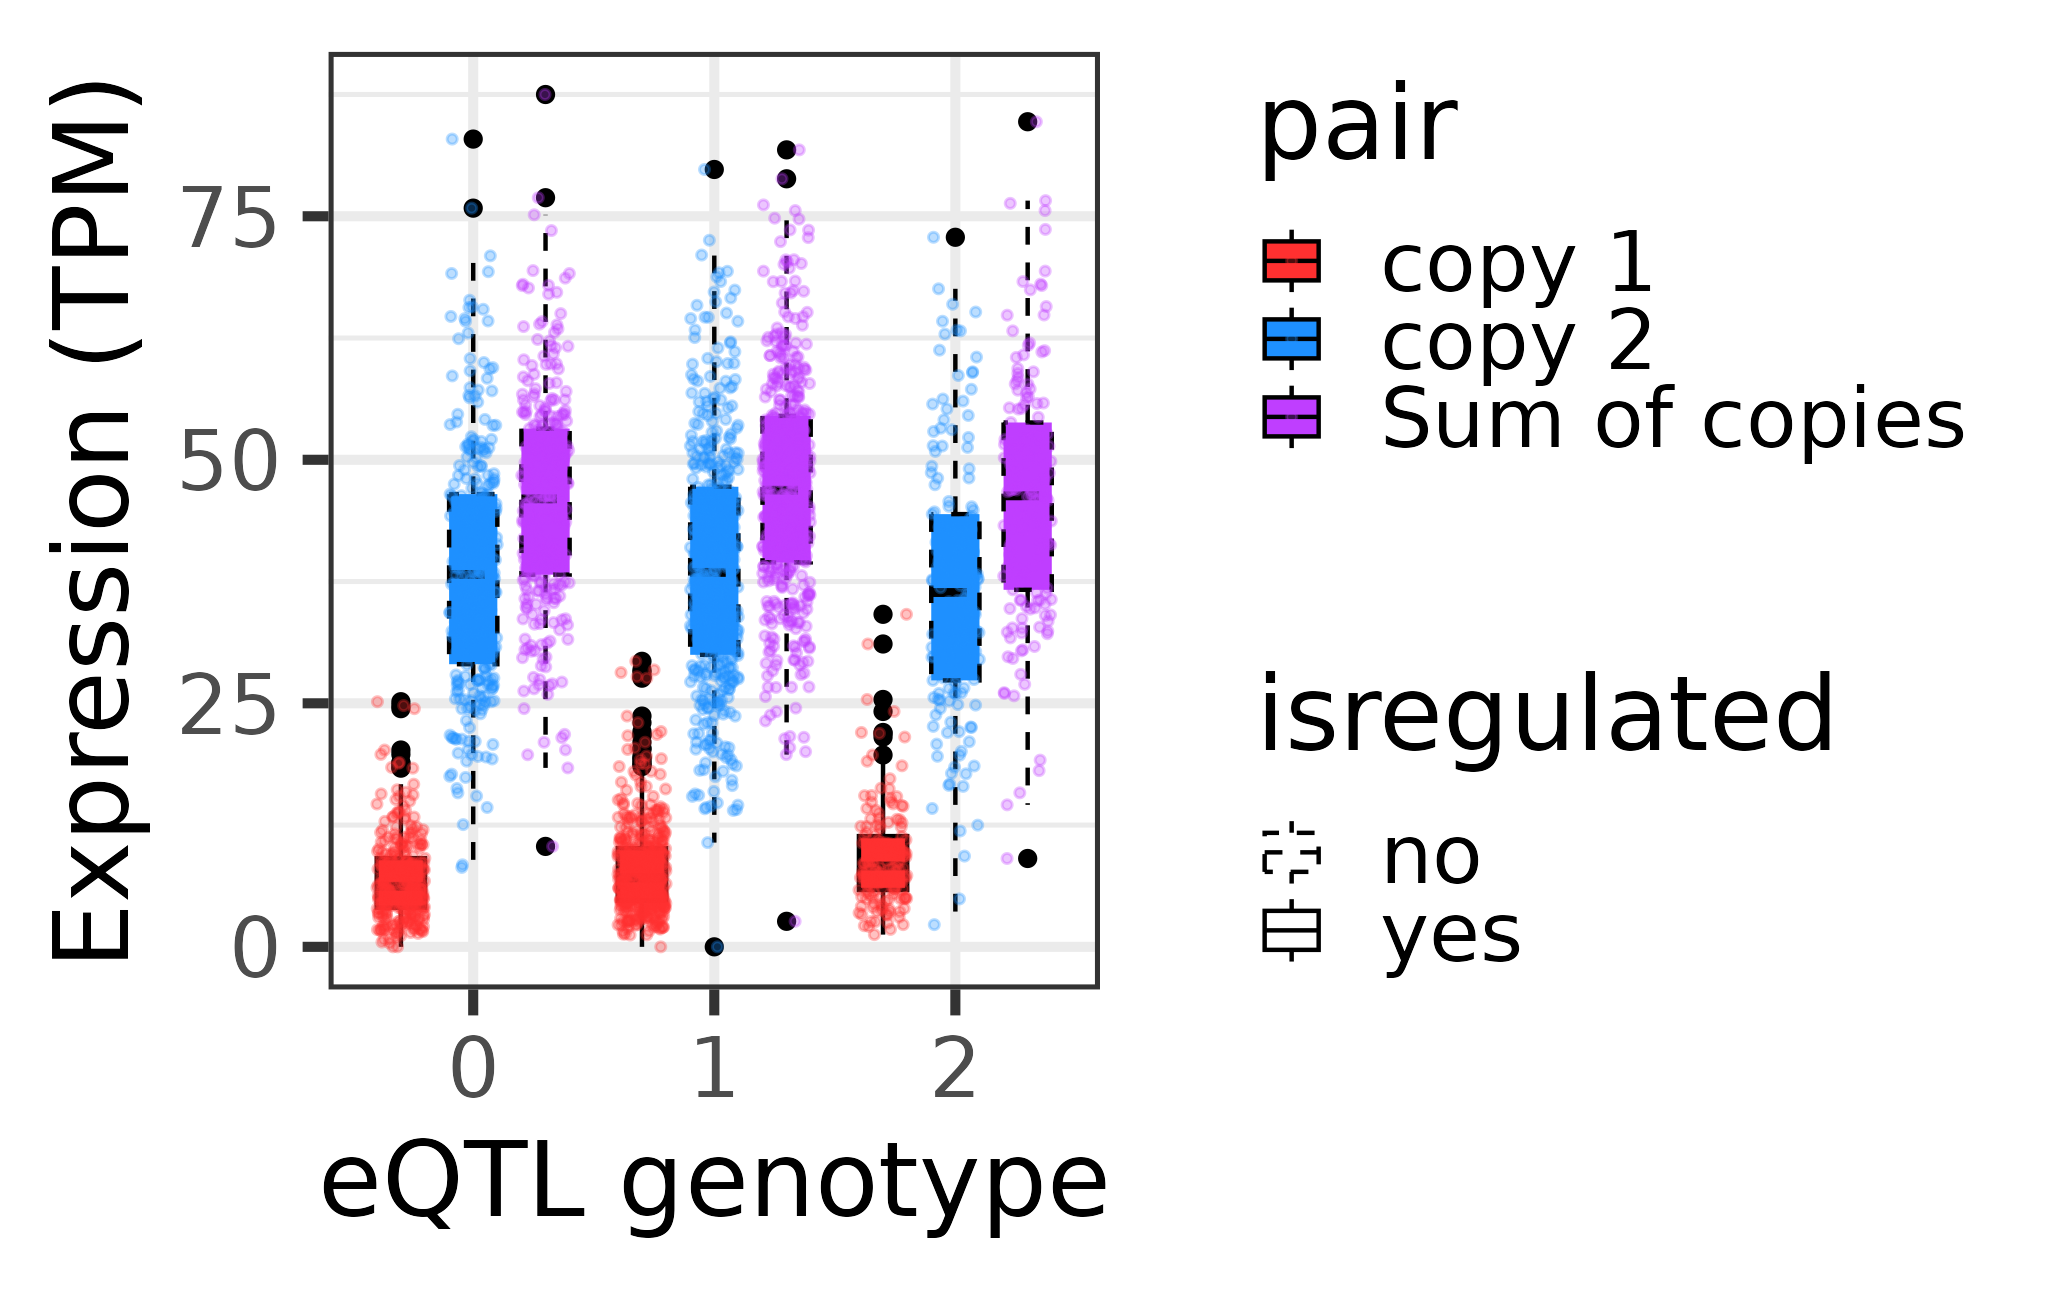 Expression (TPM)
75
50
25
0
0 1 2
eQTL genotype
pair
copy 1
copy 2
Sum of copies
isregulated
no
yes